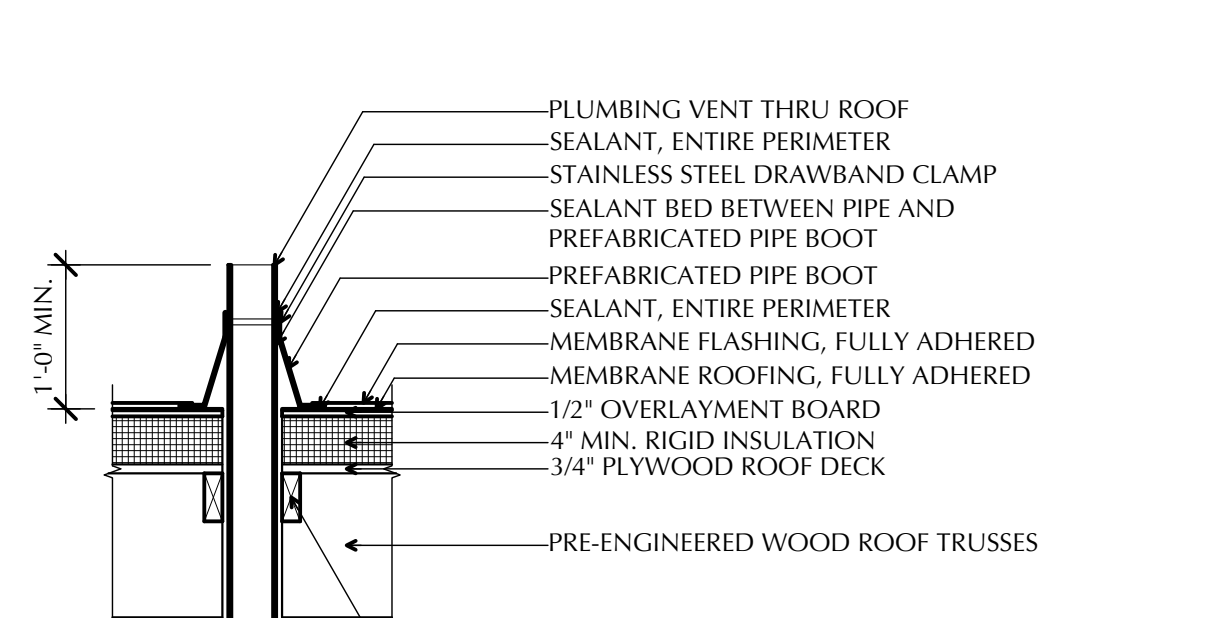 PLUMBING VENT THRU ROOF
SEALANT, ENTIRE PERIMETER
STAINLESS STEEL DRAWBAND CLAMP
SEALANT BED BETWEEN PIPE AND
PREFABRICATED PIPE BOOT
PREFABRICATED PIPE BOOT
SEALANT, ENTIRE PERIMETER
MEMBRANE FLASHING, FULLY ADHERED
MEMBRANE ROOFING, FULLY ADHERED
1/2" OVERLAYMENT BOARD
4" MIN. RIGID INSULATION
3/4" PLYWOOD ROOF DECK
PRE-ENGINEERED WOOD ROOF TRUSSES
1'-0" MIN.